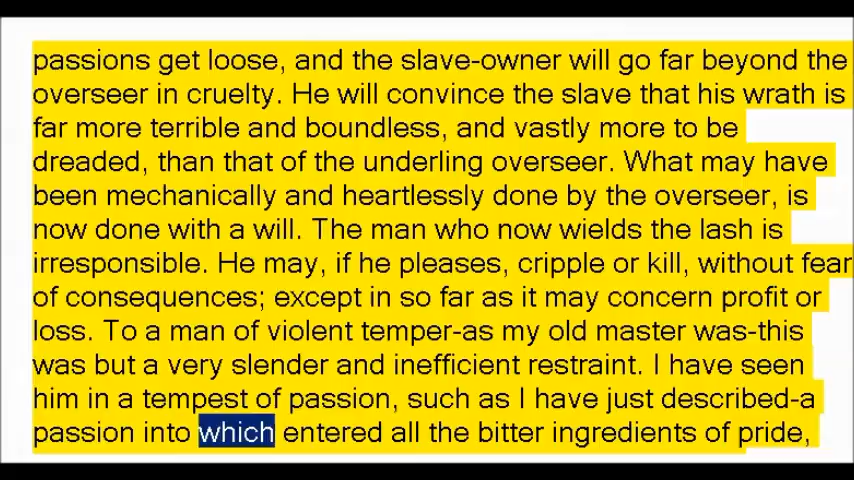 passions get loose, and the slave-owner will go far beyond the
overseer in cruelty. He will convince the slave that his wrath is
far more terrible and boundless, and vastly more to be
dreaded, than that of the underling overseer. What may have
been mechanically and heartlessly done by the overseer, is
now done with a will. The man who now wields the lash is
irresponsible. He may, if he pleases, cripple or kill, without fear
of consequences; except in so far as it may concern profit or
loss. To a man of violent temper-as my old master was-this
was but a very slender and inefficient restraint. I have seen
him in a tempest of passion, such as I have just described-a
passion into which entered all the bitter ingredients of pride,